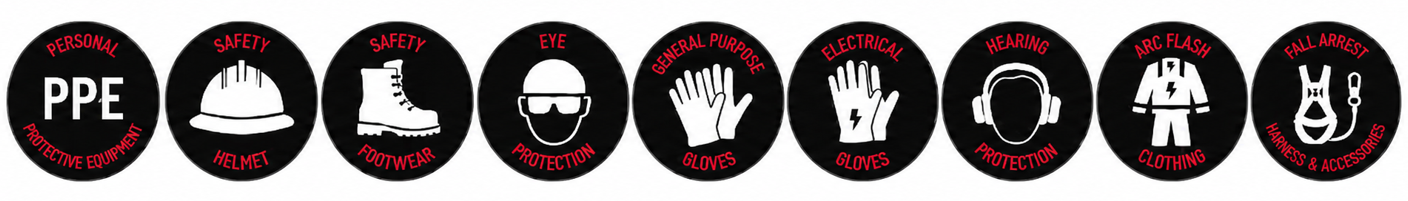 PERSONAL
PPE
PROTECTIVE EQUIPMENT
SAFETY
HELMET
SAFETY
FOOTWEAR
EYE
PROTECTION
GENERAL PURPOSE
GLOVES
ELECTRICAL
GLOVES
HEARING
PROTECTION
ARC FLASH
CLOTHING
FALL ARREST
HARNESS & ACCESSORIES